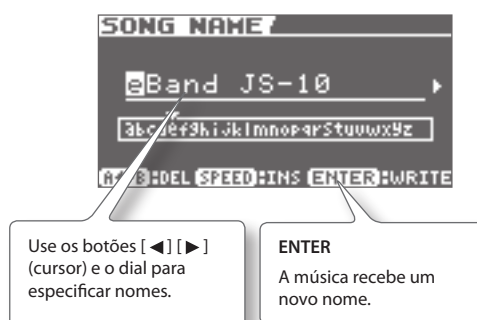 SONG NAME
eBand JS-10
abcdefghijklmnopqrstuvwxyz
A⇔B:DEL SPEED:INS ENTER:WRITE
Use os botões [ ◀ ] [ ▶ ]
(cursor) e o dial para
especificar nomes.
ENTER
A música recebe um
novo nome.